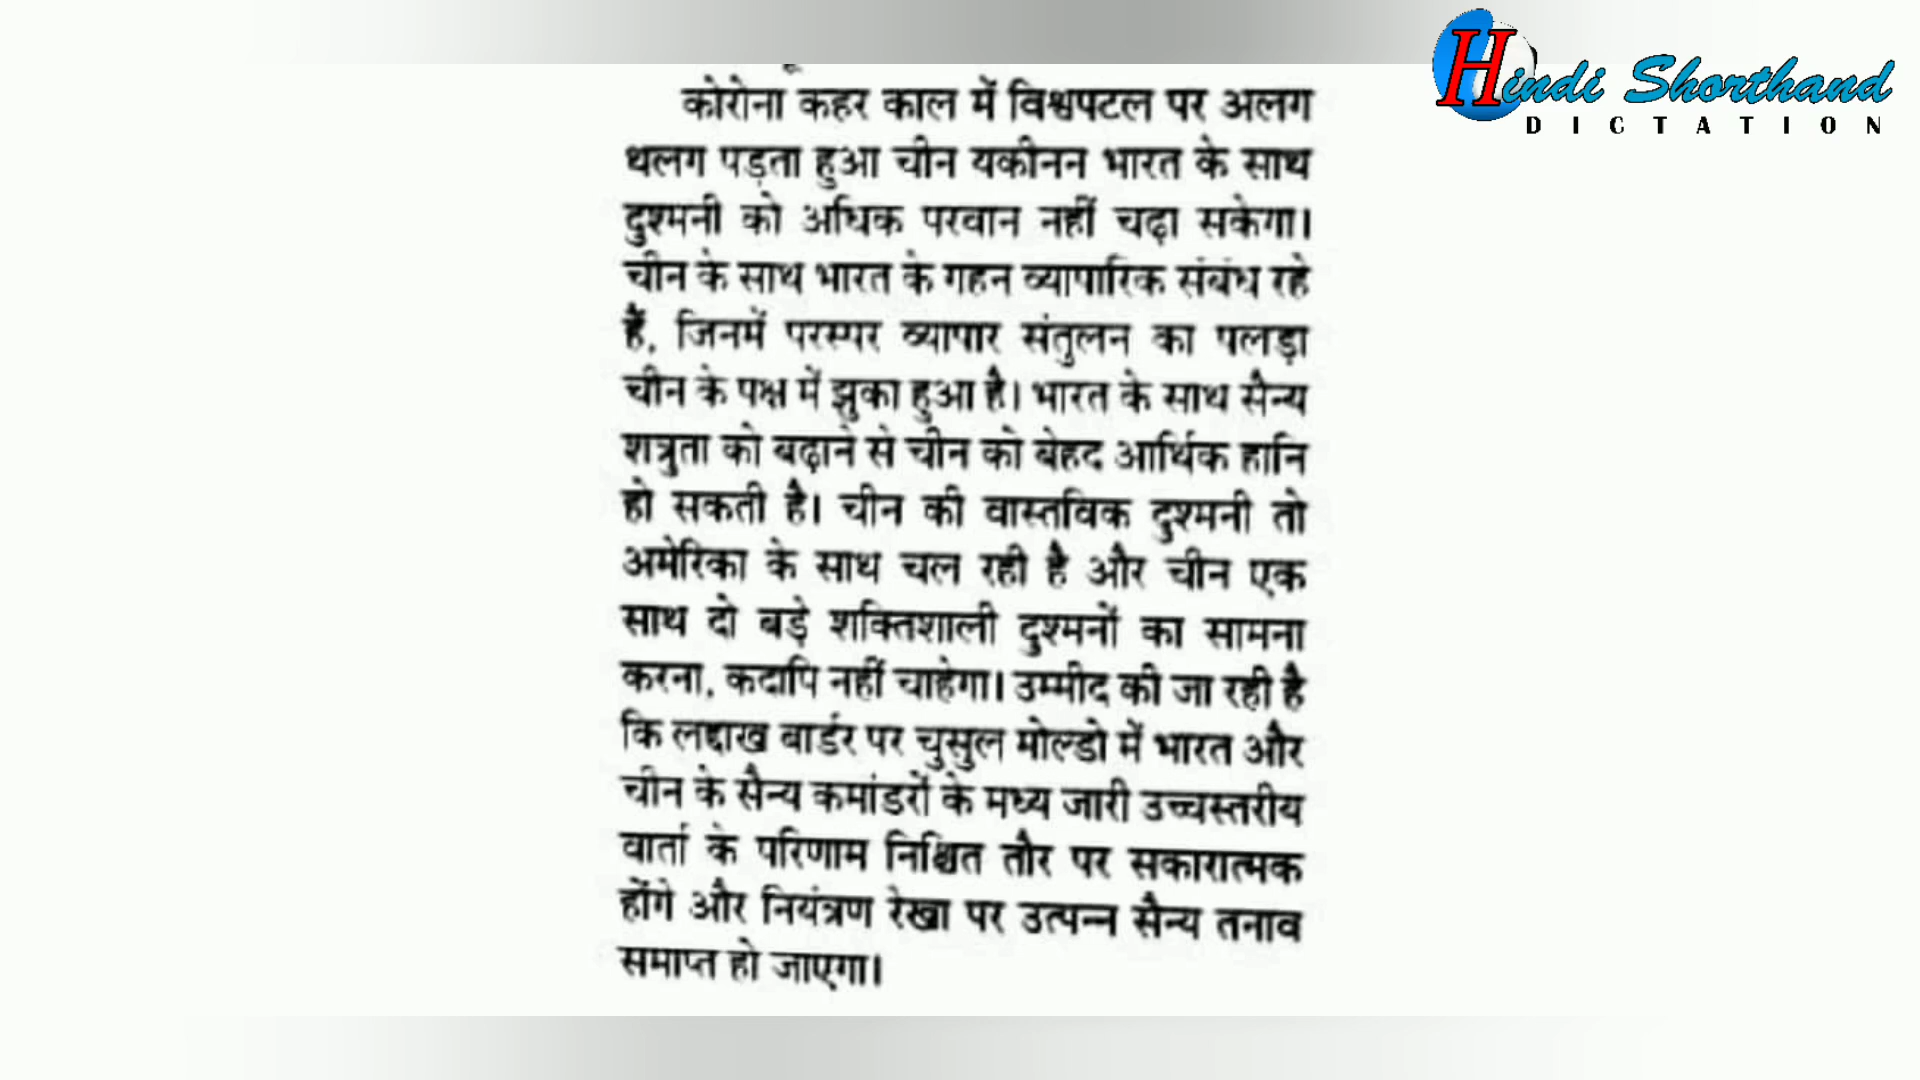 Hindi Shorthand
DICTATION
कोरोना कहर काल में विश्वपटल पर अलग
थलग पड़ता हुआ चीन यकीनन भारत के साथ
दुश्मनी को अधिक परवान नहीं चढ़ा सकेगा।
चीन के साथ भारत के गहन व्यापारिक संबंध रहे
हैं, जिनमें परस्पर व्यापार संतुलन का पलड़ा
चीन के पक्ष में झुका हुआ है। भारत के साथ सैन्य
शत्रुता को बढ़ाने से चीन को बेहद आर्थिक हानि
हो सकती है। चीन की वास्तविक दुश्मनी तो
अमेरिका के साथ चल रही है और चीन एक
साथ दो बड़े शक्तिशाली दुश्मनों का सामना
करना, कदापि नहीं चाहेगा। उम्मीद की जा रही है
कि लद्दाख बार्डर पर चुसुल मोल्डो में भारत और
चीन के सैन्य कमांडरों के मध्य जारी उच्चस्तरीय
वार्ता के परिणाम निश्चित तौर पर सकारात्मक
होंगे और नियंत्रण रेखा पर उत्पन्न सैन्य तनाव
समाप्त हो जाएगा।